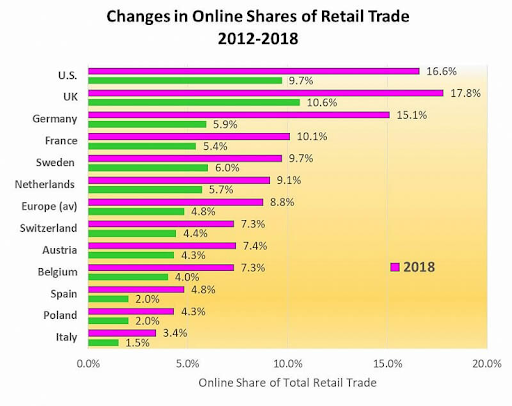 Changes in Online Shares of Retail Trade
2012-2018
U.S. 16.6%
9.7%
UK 17.8%
10.6%
Germany 15.1%
5.9%
France 10.1%
5.4%
Sweden 9.7%
6.0%
Netherlands 9.1%
5.7%
Europe (av) 8.8%
4.8%
Switzerland 7.3%
4.4%
Austria 7.4%
4.3%
Belgium 7.3%
4.0%
2018
Spain 4.8%
2.0%
Poland 4.3%
2.0%
Italy 3.4%
1.5%
0.0% 5.0% 10.0% 15.0% 20.0%
Online Share of Total Retail Trade